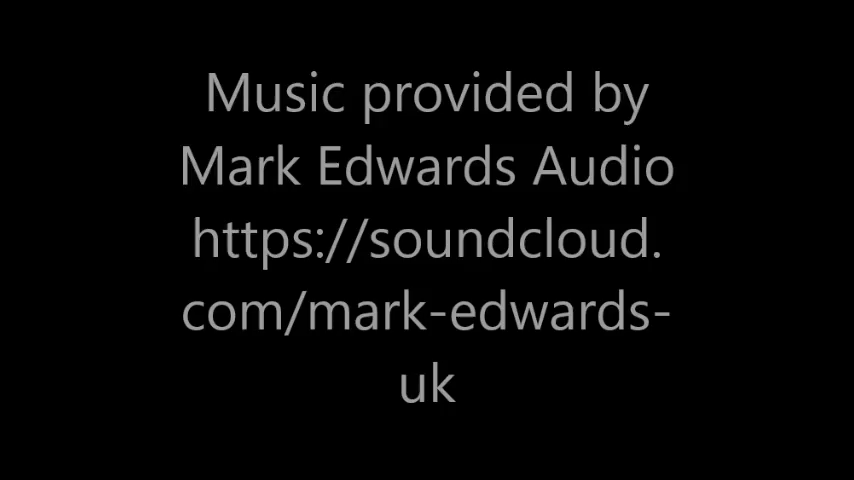 Music provided by
Mark Edwards Audio
https://soundcloud.
com/mark-edwards-
uk